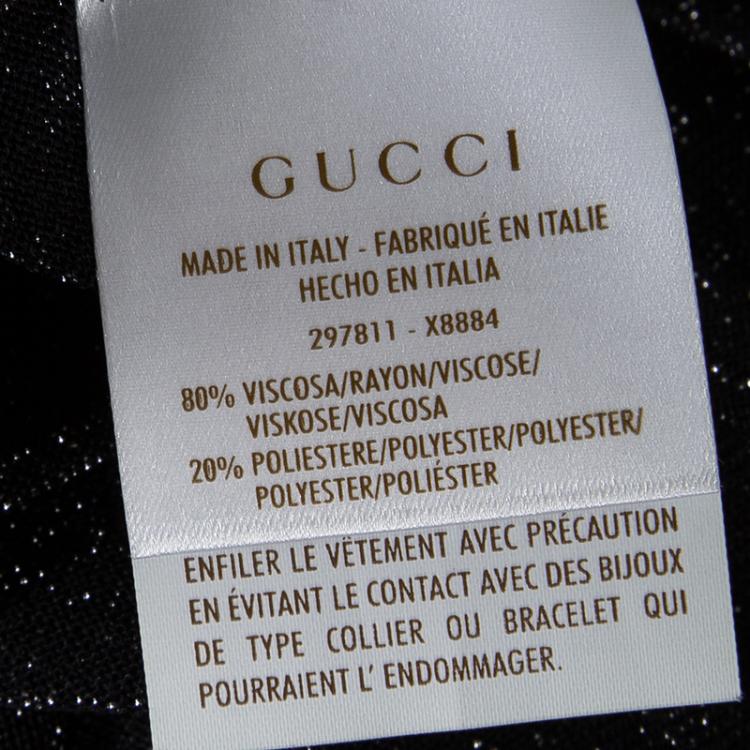 GUCCI
MADE IN ITALY - FABRIQUÉ EN ITALIE
HECHO EN ITALIA
297811 - X8884
80% VISCOSA/RAYON/VISCOSE/
VISKOSE/VISCOSA
20% POLIESTERE/POLYESTER/POLYESTER/
POLYESTER/POLIÉSTER
ENFILER LE VÊTEMENT AVEC PRÉCAUTION
EN ÉVITANT LE CONTACT AVEC DES BIJOUX
DE TYPE COLLIER OU BRACELET QUI
POURRAIENT L' ENDOMMAGER.